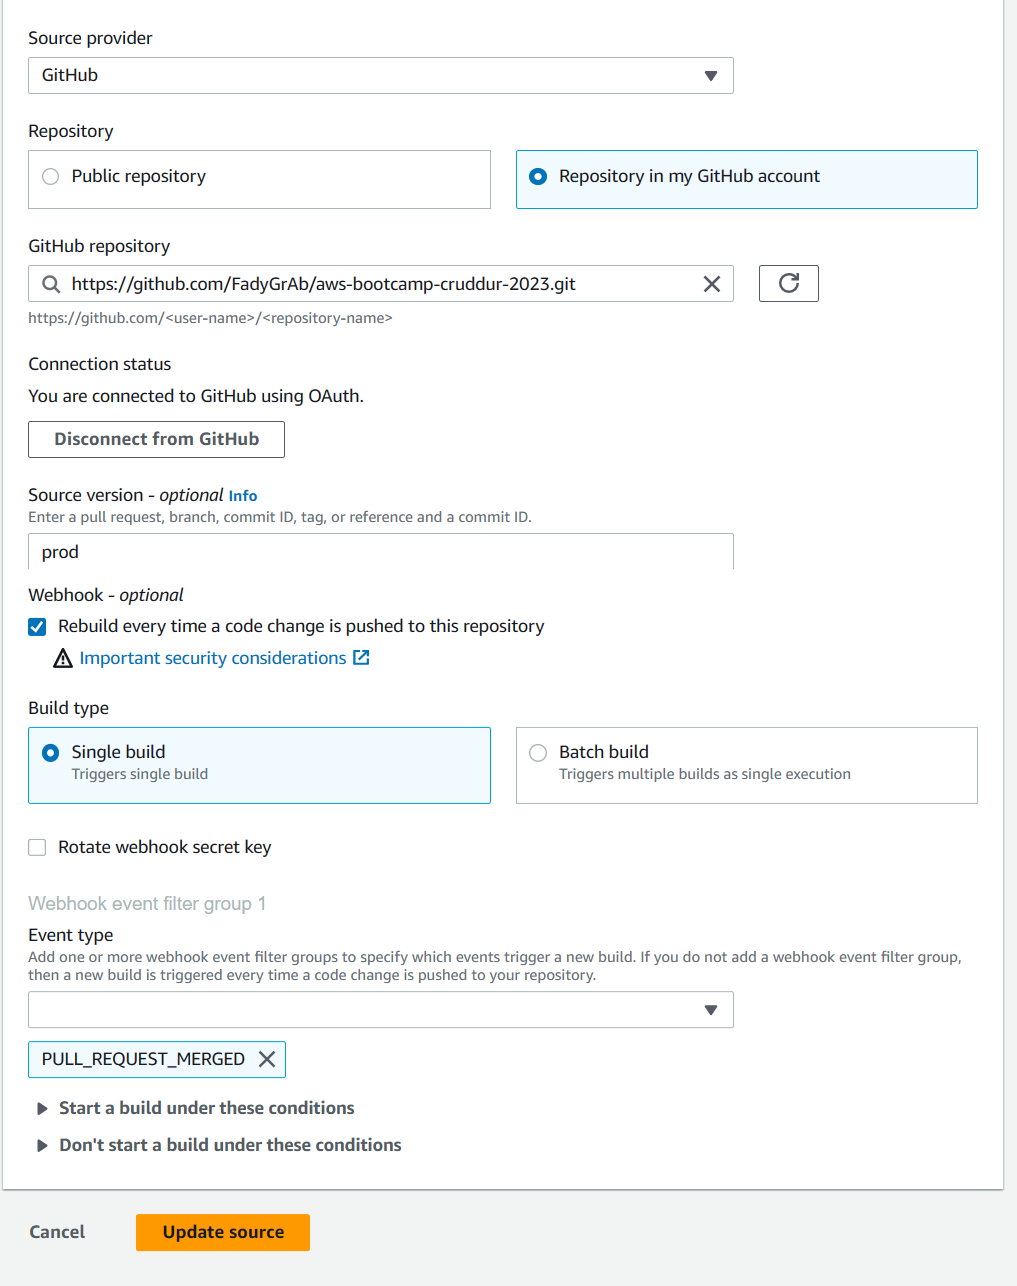 Source provider
GitHub
Repository
Public repository
Repository in my GitHub account
GitHub repository
https://github.com/FadyGrAb/aws-bootcamp-cruddur-2023.git
https://github.com/<user-name>/<repository-name>
Connection status
You are connected to GitHub using OAuth.
Disconnect from GitHub
Source version - optional Info
Enter a pull request, branch, commit ID, tag, or reference and a commit ID.
prod
Webhook - optional
Rebuild every time a code change is pushed to this repository
Important security considerations
Build type
Single build
Triggers single build
Batch build
Triggers multiple builds as single execution
Rotate webhook secret key
Webhook event filter group 1
Event type
Add one or more webhook event filter groups to specify which events trigger a new build. If you do not add a webhook event filter group,
then a new build is triggered every time a code change is pushed to your repository.
PULL_REQUEST_MERGED
Start a build under these conditions
Don't start a build under these conditions
Cancel
Update source